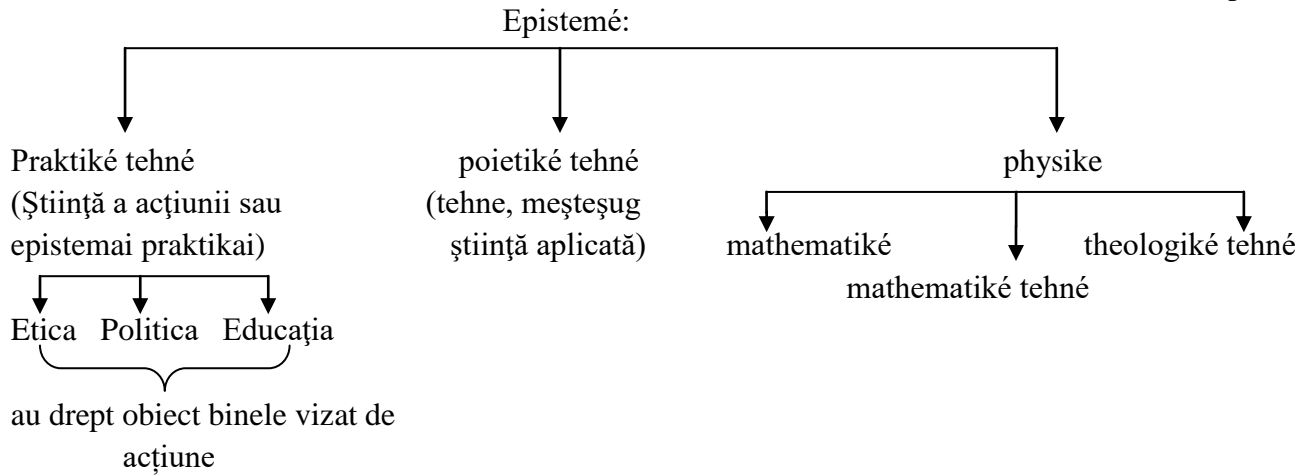 Epistemé:
Praktiké tehné
(Ştiinţă a acţiunii sau
epistemai praktikai)
poietiké tehné
(tehne, meşteşug
ştiinţă aplicată)
physike
mathematiké
mathematiké tehné
theologiké tehné
Etica Politica Educaţia
au drept obiect binele vizat de
acțiune